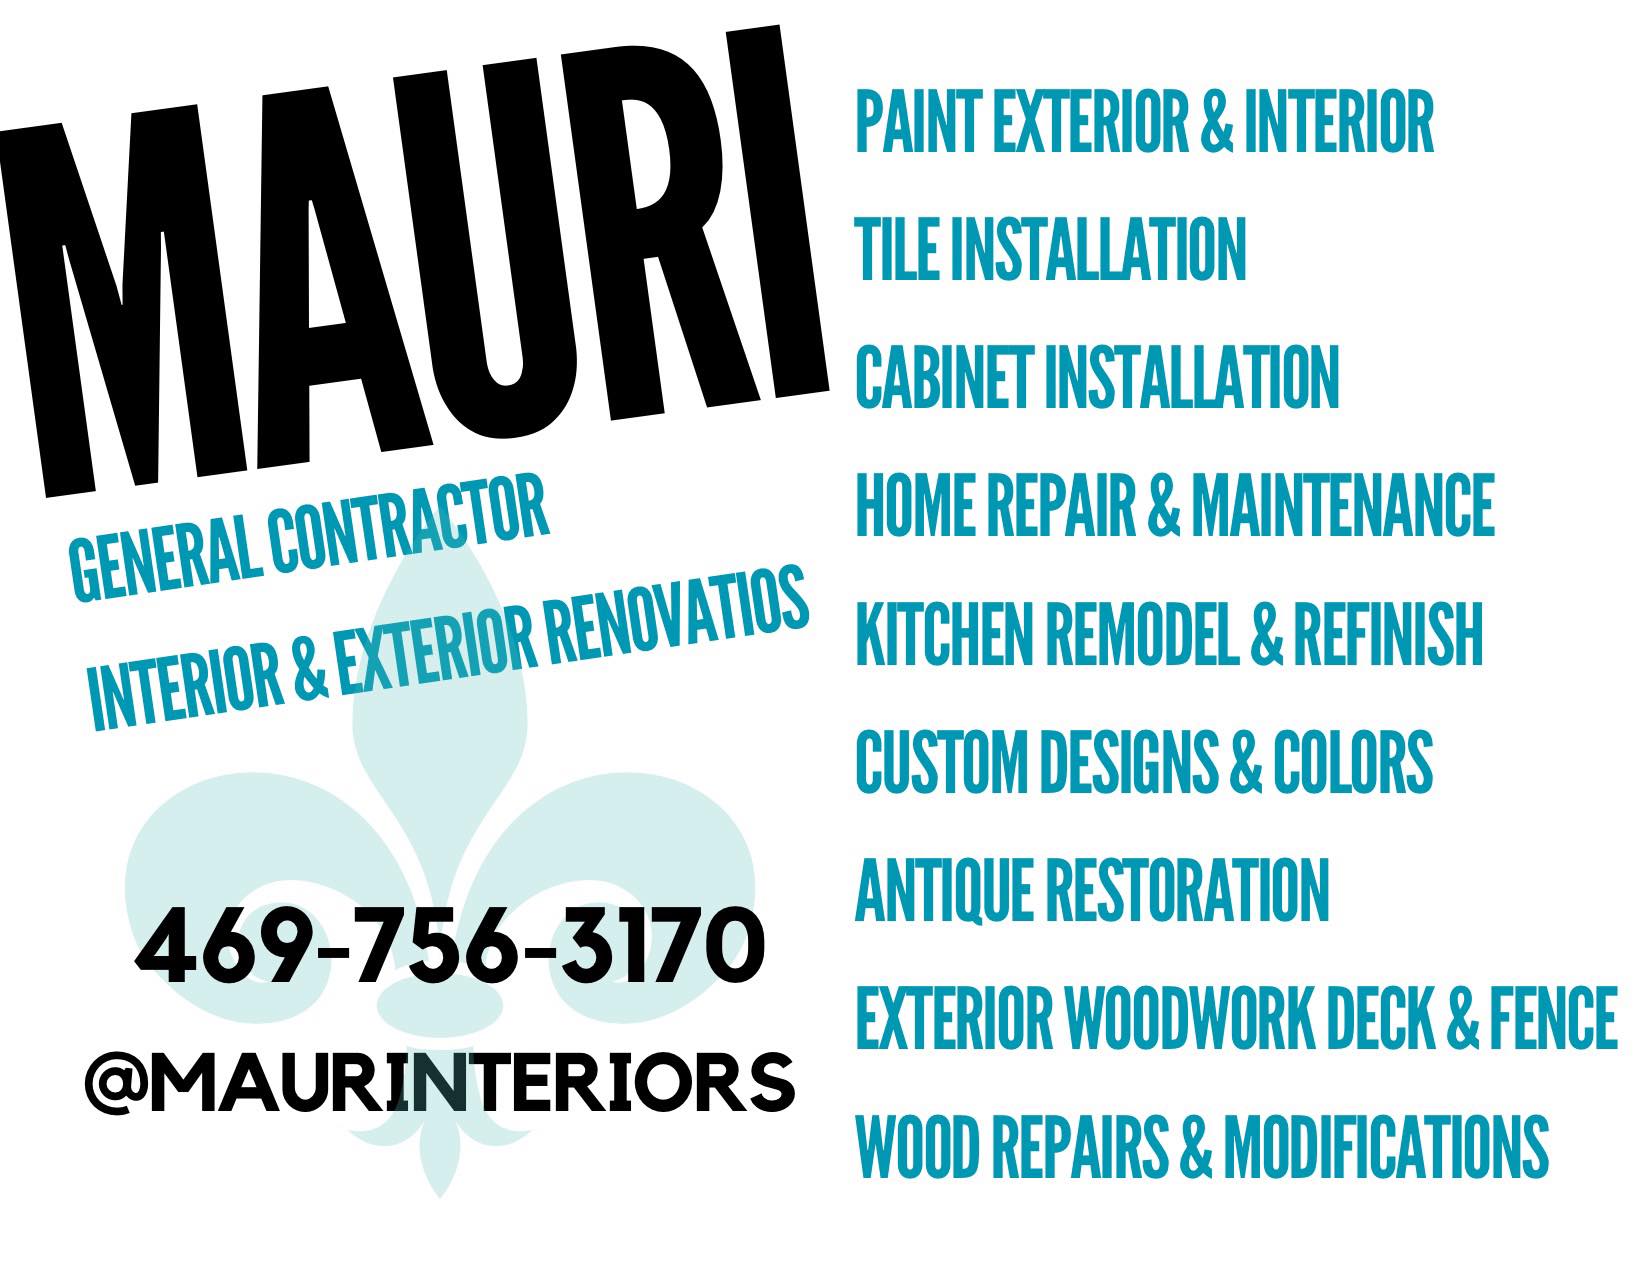 MAURI
GENERAL CONTRACTOR
INTERIOR & EXTERIOR RENOVATIOS
469-756-3170
@MAURINTERIORS
PAINT EXTERIOR & INTERIOR
TILE INSTALLATION
CABINET INSTALLATION
HOME REPAIR & MAINTENANCE
KITCHEN REMODEL & REFINISH
CUSTOM DESIGNS & COLORS
ANTIQUE RESTORATION
EXTERIOR WOODWORK DECK & FENCE
WOOD REPAIRS & MODIFICATIONS